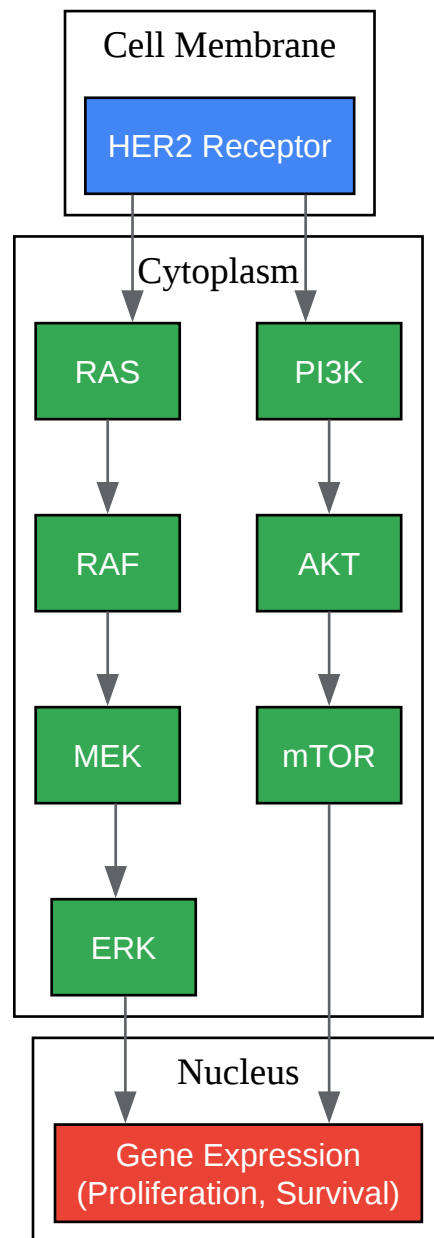 Cell Membrane
HER2 Receptor
Cytoplasm
RAS
PI3K
RAF
AKT
MEK
mTOR
ERK
Nucleus
Gene Expression
(Proliferation, Survival)